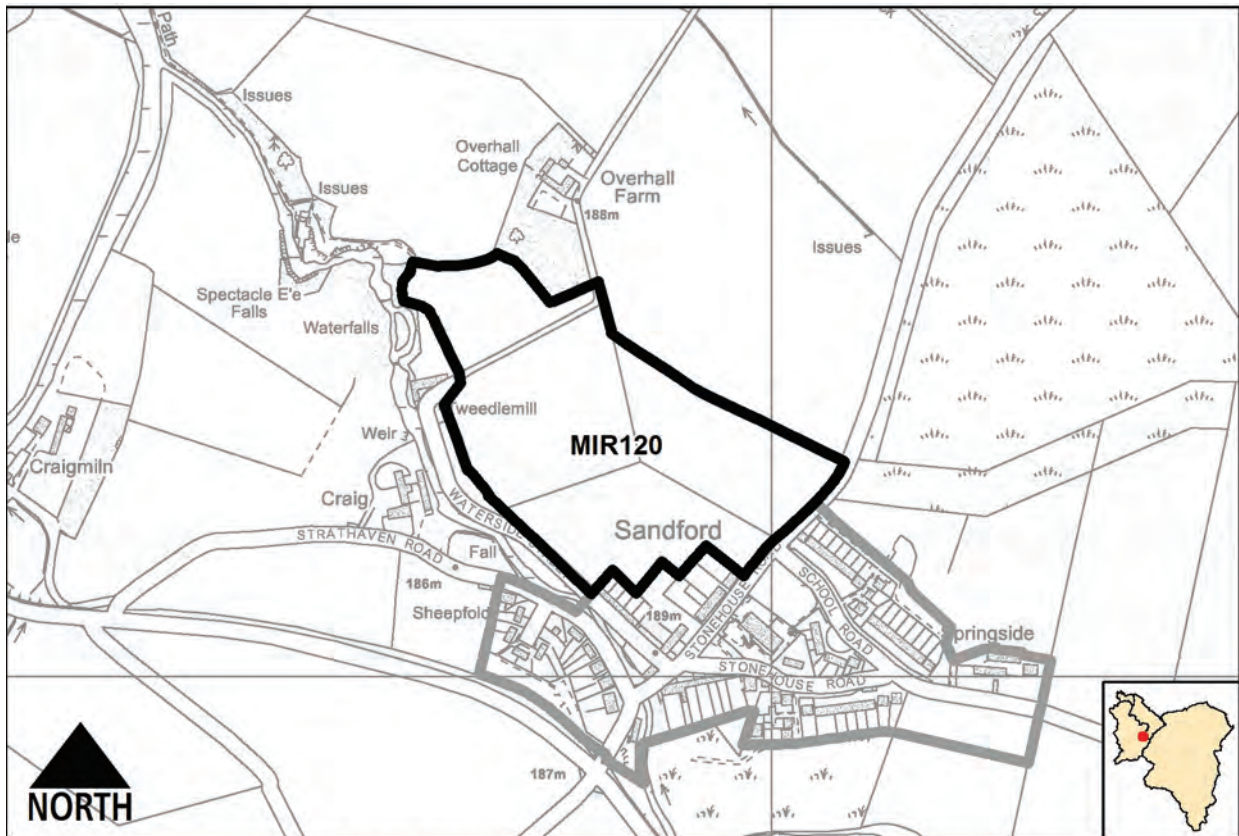 Path
Issues
Overhall
Cottage
Overhall
Farm
188m
Issues
Issues
Spectacle E'e
Falls
Waterfalls
Tweedlemill
Weir
MIR120
Craigmiln
Craig
WATERSIDE
Sandford
STRATHAVEN ROAD
Fall
186m
Sheepfold
189m
STONEHOUSE ROAD
SCHOOL ROAD
Springside
STONEHOUSE ROAD
187m
NORTH